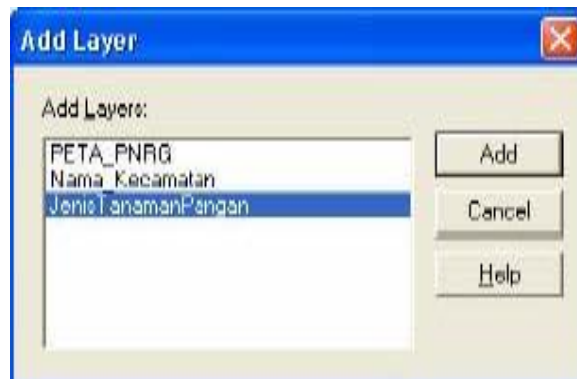 Add Layer
Add Layers:
PETA_PNRG
Nama_Kecamatan
JenisTanamanPangan
Add
Cancel
Help